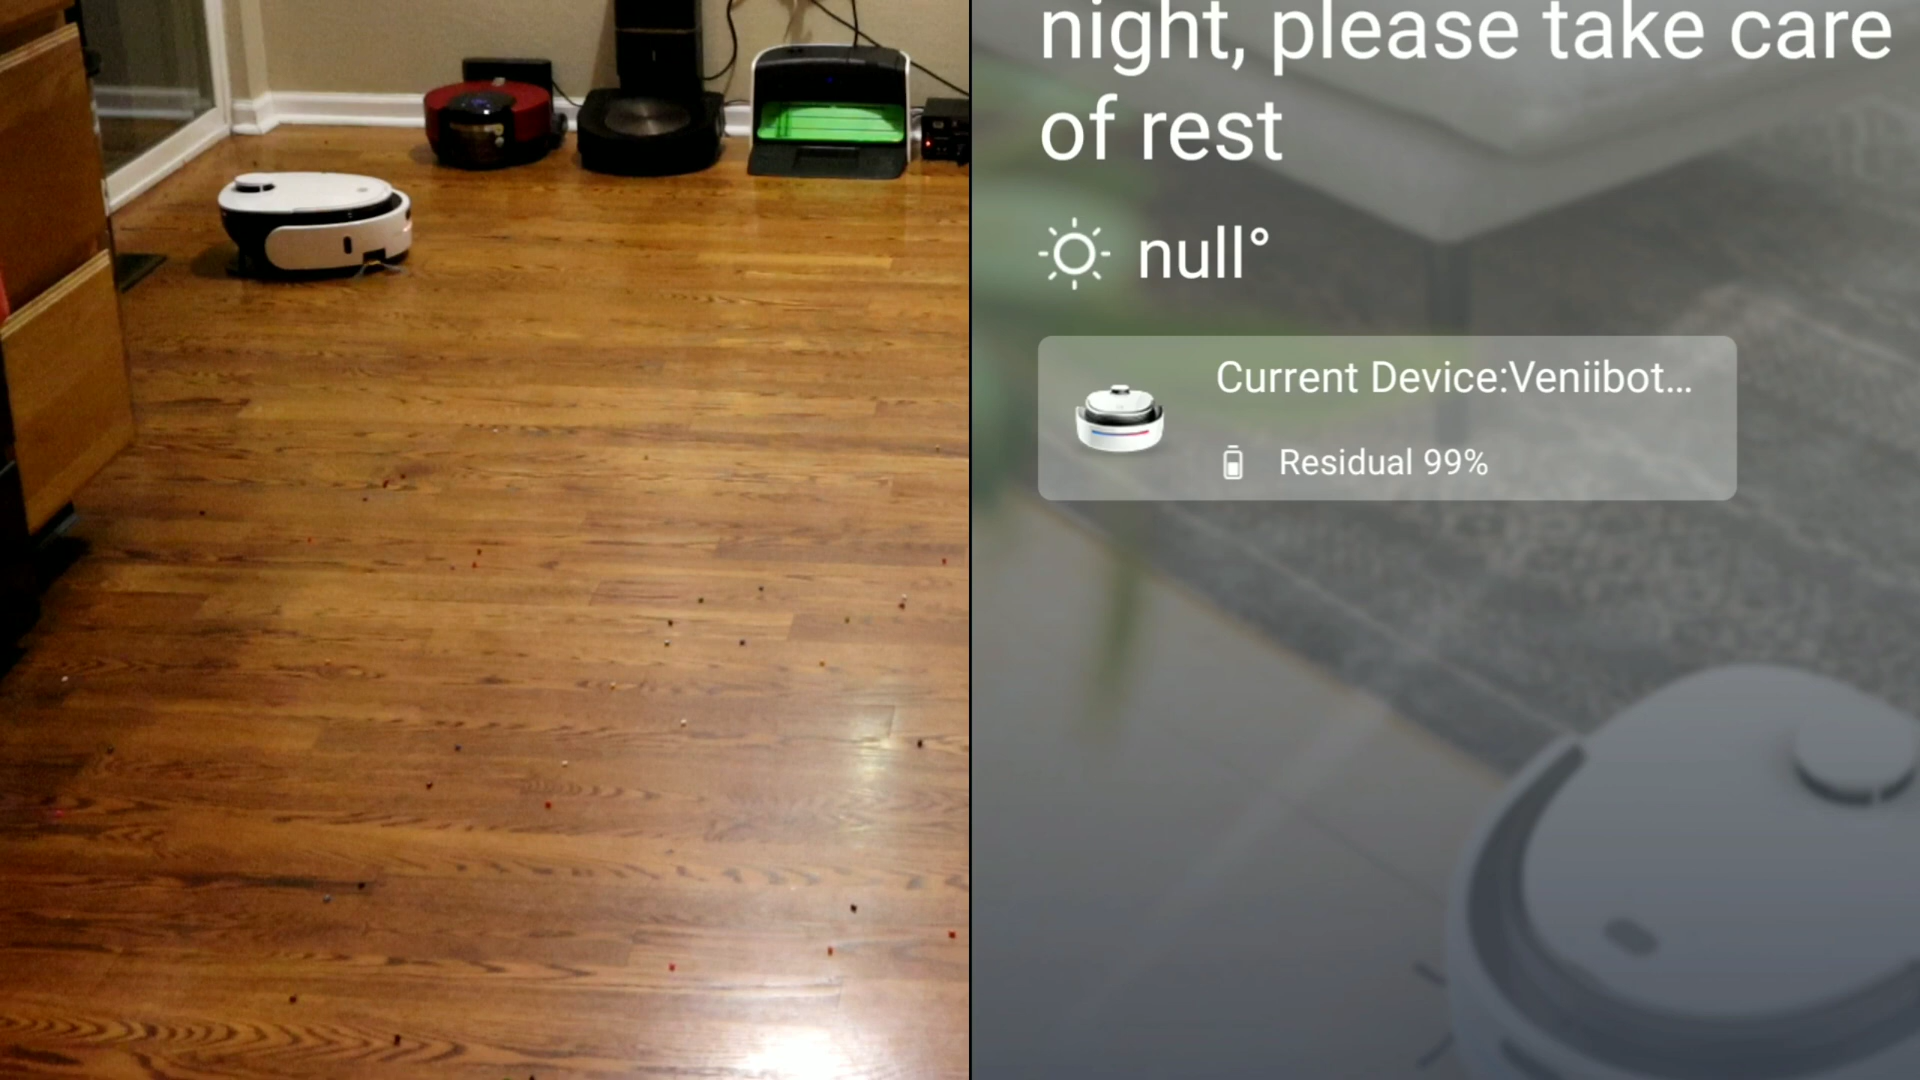 night, please take care
of rest
null°
Current Device:Veniibot...
Residual 99%